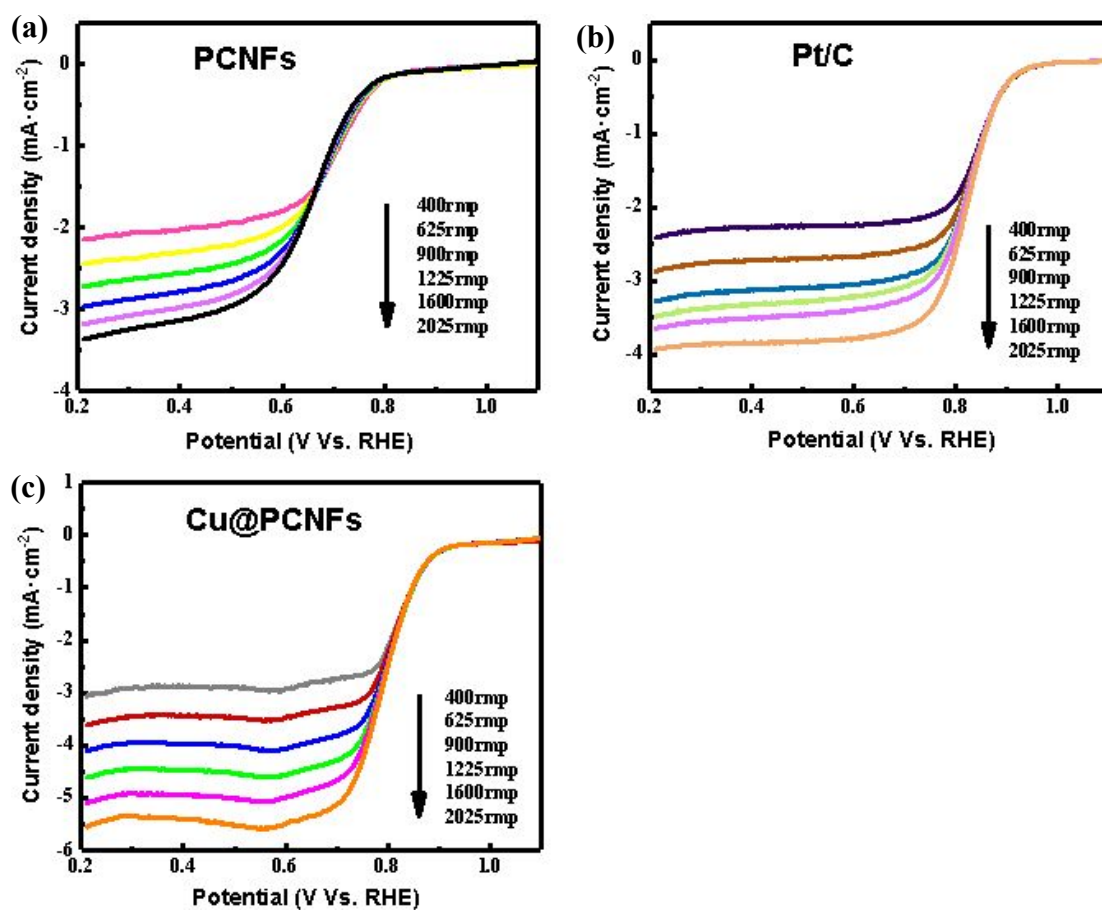 (a)
PCNFs
Current density (mA·cm-2)
0
-1
-2
-3
-4
400rmp
625rmp
900rmp
1225rmp
1600rmp
2025rmp
0.2 0.4 0.6 0.8 1.0
Potential (V Vs. RHE)
(b)
Pt/C
Current density (mA·cm-2)
0
-1
-2
-3
-4
400rmp
625rmp
900rmp
1225rmp
1600rmp
2025rmp
0.2 0.4 0.6 0.8 1.0
Potential (V Vs. RHE)
(c)
Cu@PCNFs
Current density (mA·cm-2)
1
0
-1
-2
-3
-4
-5
-6
400rmp
625rmp
900rmp
1225rmp
1600rmp
2025rmp
0.2 0.4 0.6 0.8 1.0
Potential (V Vs. RHE)